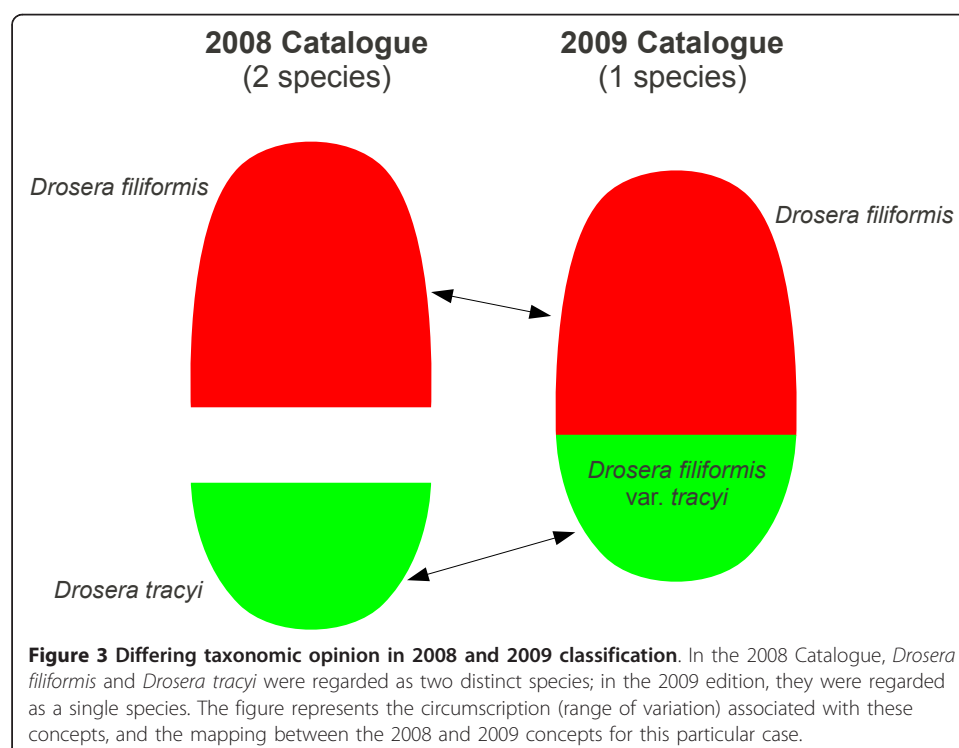 2008 Catalogue
(2 species)
2009 Catalogue
(1 species)
Drosera filiformis
Drosera filiformis
Drosera filiformis
var. tracyi
Drosera tracyi
Figure 3 Differing taxonomic opinion in 2008 and 2009 classification. In the 2008 Catalogue, Drosera
filiformis and Drosera tracyi were regarded as two distinct species; in the 2009 edition, they were regarded
as a single species. The figure represents the circumscription (range of variation) associated with these
concepts, and the mapping between the 2008 and 2009 concepts for this particular case.